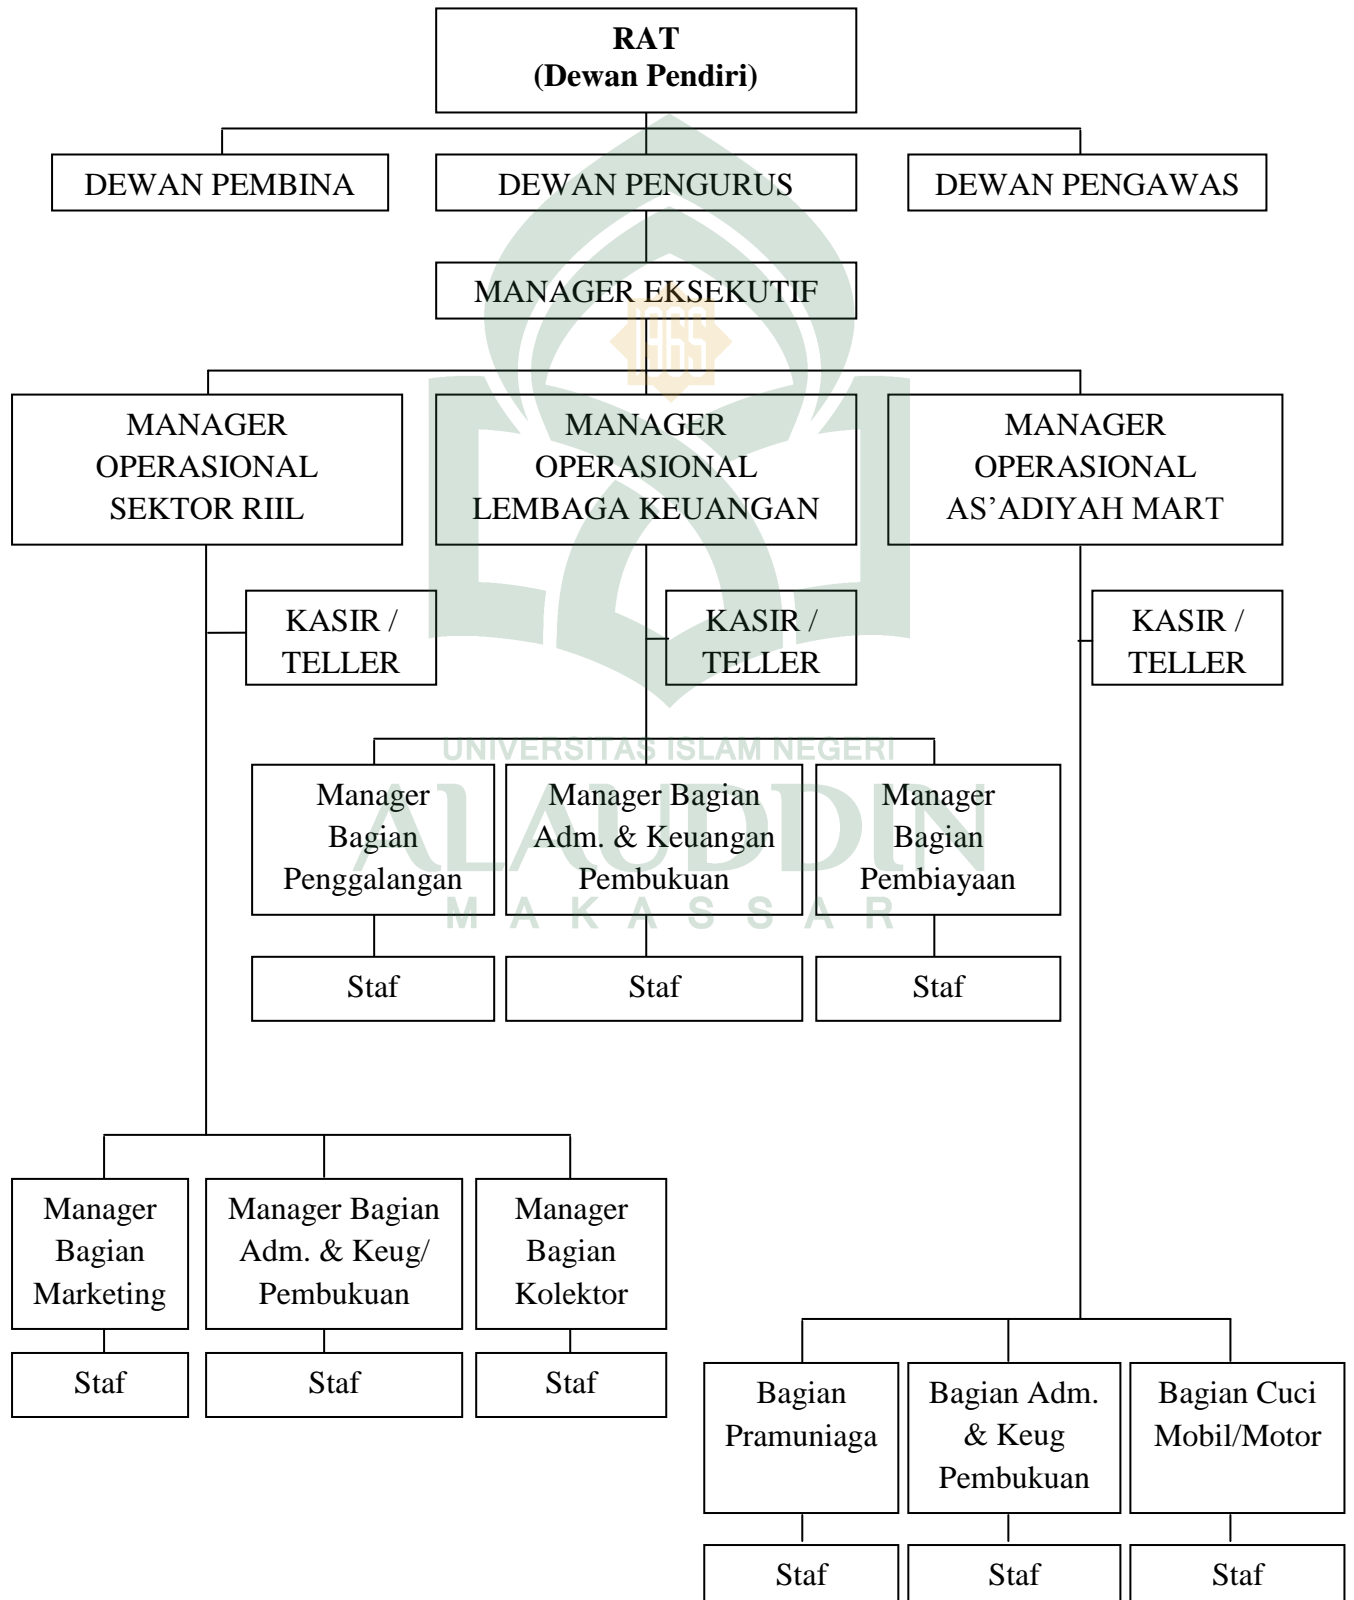 RAT
(Dewan Pendiri)
DEWAN PEMBINA
DEWAN PENGURUS
DEWAN PENGAWAS
MANAGER EKSEKUTIF
1965
MANAGER
OPERASIONAL
SEKTOR RIIL
MANAGER
OPERASIONAL
LEMBAGA KEUANGAN
MANAGER
OPERASIONAL
AS’ADIYAH MART
KASIR /
TELLER
KASIR /
TELLER
KASIR /
TELLER
UNIVERSITAS ISLAM NEGERI
ALAUDDIN
MAKASSAR
Manager
Bagian
Penggalangan
Manager Bagian
Adm. & Keuangan
Pembukuan
Manager
Bagian
Pembiayaan
Staf
Staf
Staf
Manager
Bagian
Marketing
Manager Bagian
Adm. & Keug/
Pembukuan
Manager
Bagian
Kolektor
Staf
Staf
Staf
Bagian
Pramuniaga
Bagian Adm.
& Keug
Pembukuan
Bagian Cuci
Mobil/Motor
Staf
Staf
Staf